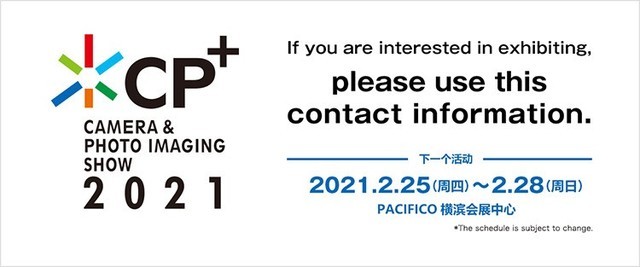 CP+
CAMERA &
PHOTO IMAGING
SHOW
2021
If you are interested in exhibiting,
please use this
contact information.
下一个活动
2021.2.25(周四)～2.28(周日)
PACIFICO 横滨会展中心
*The schedule is subject to change.